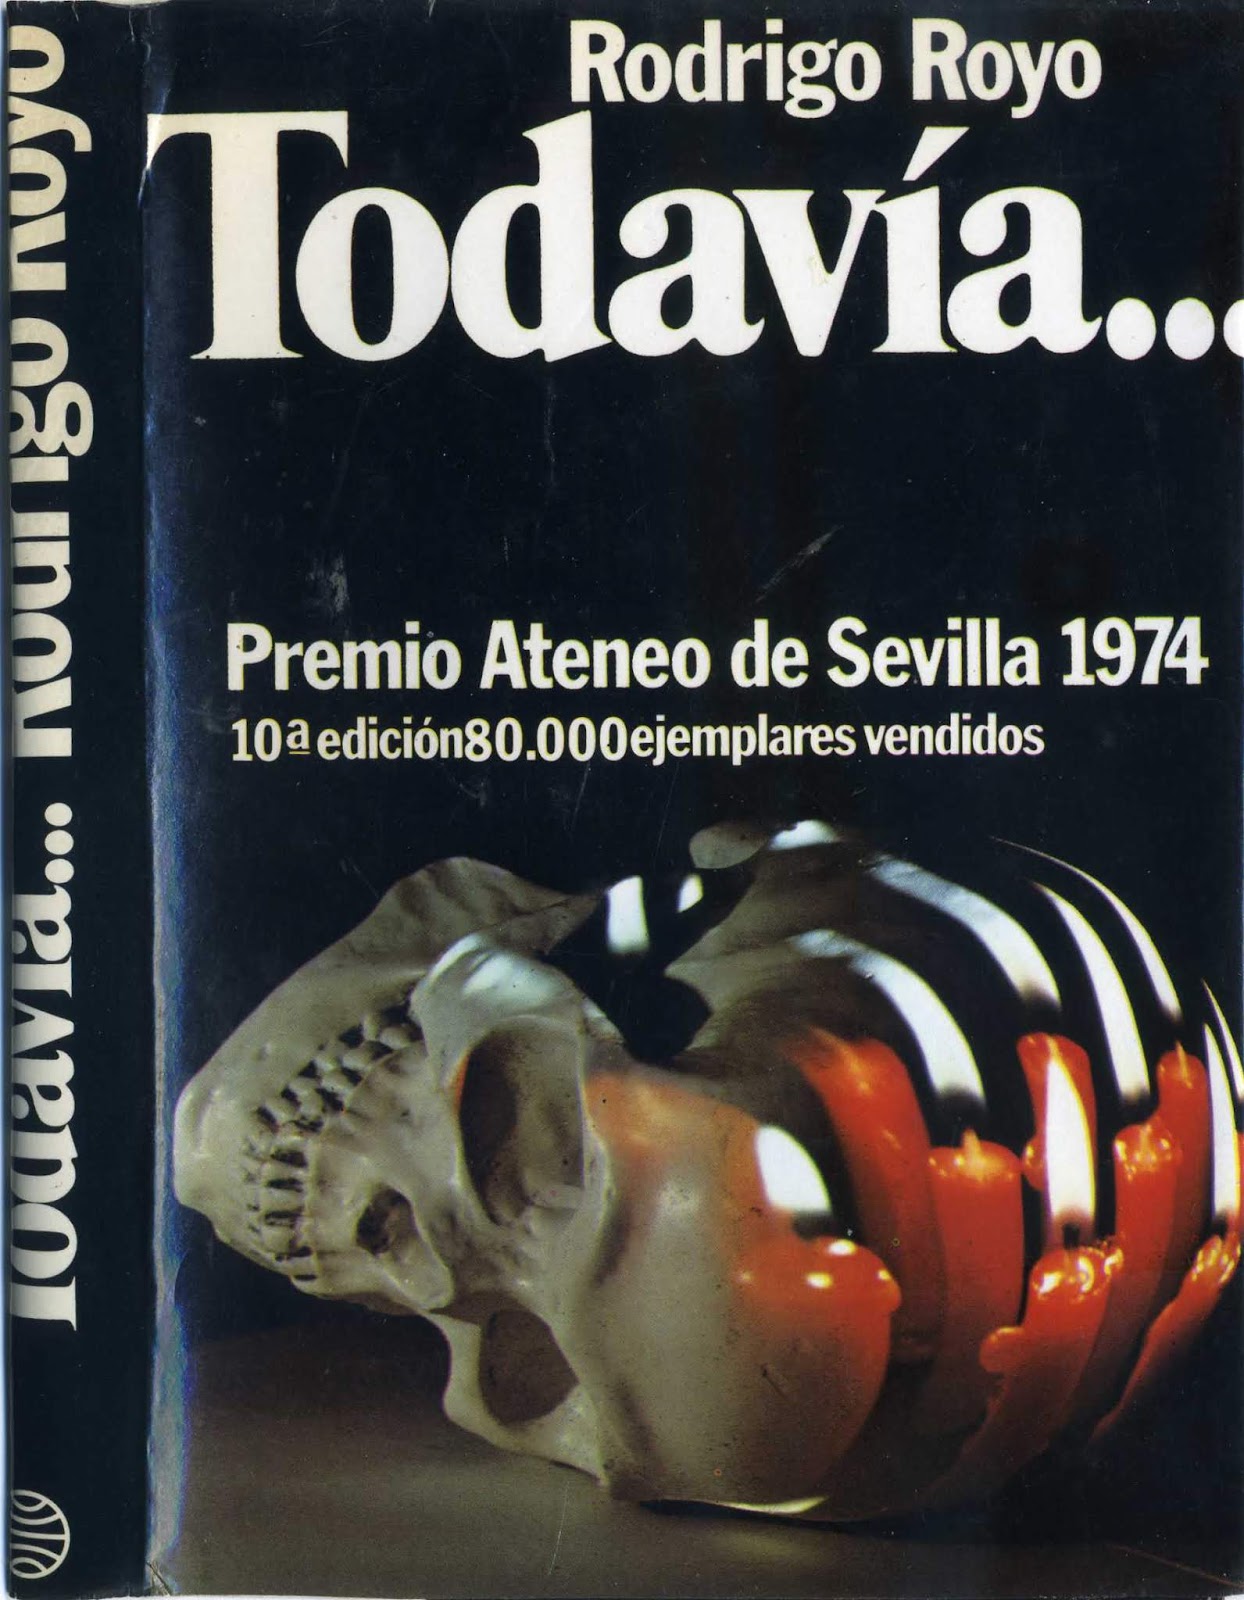 Rodrigo Royo
Todavía...
Premio Ateneo de Sevilla 1974
10ª edición80.000ejemplares vendidos
Todavía... Rodrigo Royo